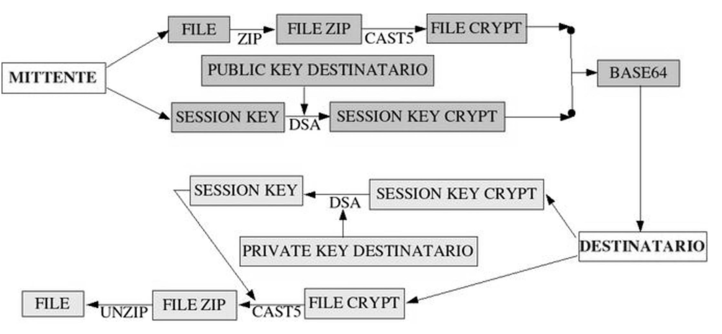 FILE
ZIP
FILE ZIP
CAST5
FILE CRYPT
MITTENTE
PUBLIC KEY DESTINATARIO
BASE64
SESSION KEY
DSA
SESSION KEY CRYPT
SESSION KEY
DSA
SESSION KEY CRYPT
PRIVATE KEY DESTINATARIO
DESTINATARIO
FILE
UNZIP
FILE ZIP
CAST5
FILE CRYPT